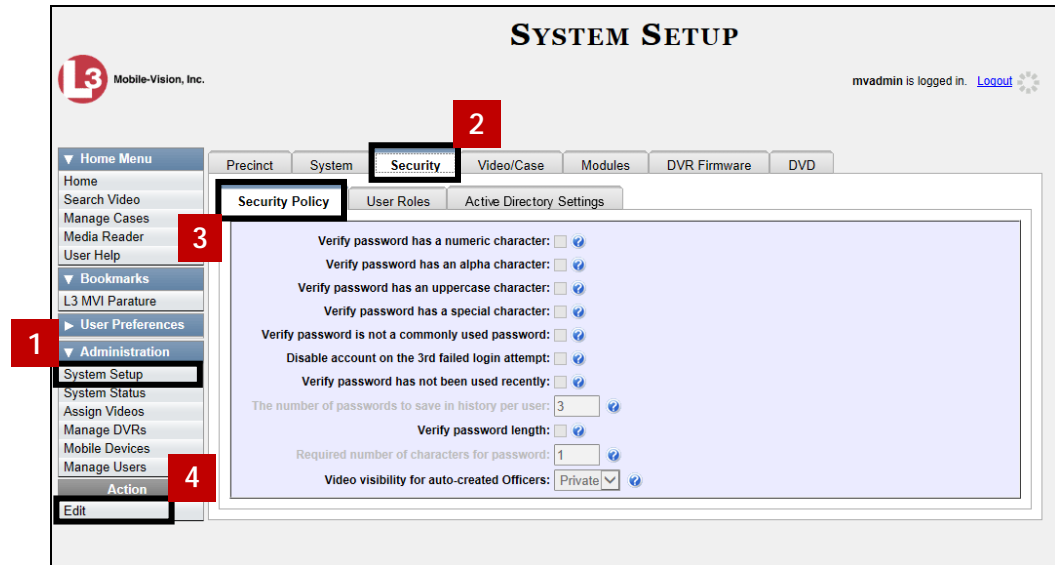 SYSTEM SETUP
L3 Mobile-Vision, Inc.
mvadmin is logged in. Logout
2
▼ Home Menu
Home
Search Video
Manage Cases
Media Reader
User Help
▼ Bookmarks
L3 MVI Parature
▶ User Preferences
1
▼ Administration
System Setup
System Status
Assign Videos
Manage DVRs
Mobile Devices
Manage Users
4
Action
Edit
Precinct System Security Video/Case Modules DVR Firmware DVD
Security Policy User Roles Active Directory Settings
3
Verify password has a numeric character: ?
Verify password has an alpha character: ?
Verify password has an uppercase character: ?
Verify password has a special character: ?
Verify password is not a commonly used password: ?
Disable account on the 3rd failed login attempt: ?
Verify password has not been used recently: ?
The number of passwords to save in history per user: 3 ?
Verify password length: ?
Required number of characters for password: 1 ?
Video visibility for auto-created Officers: Private ?